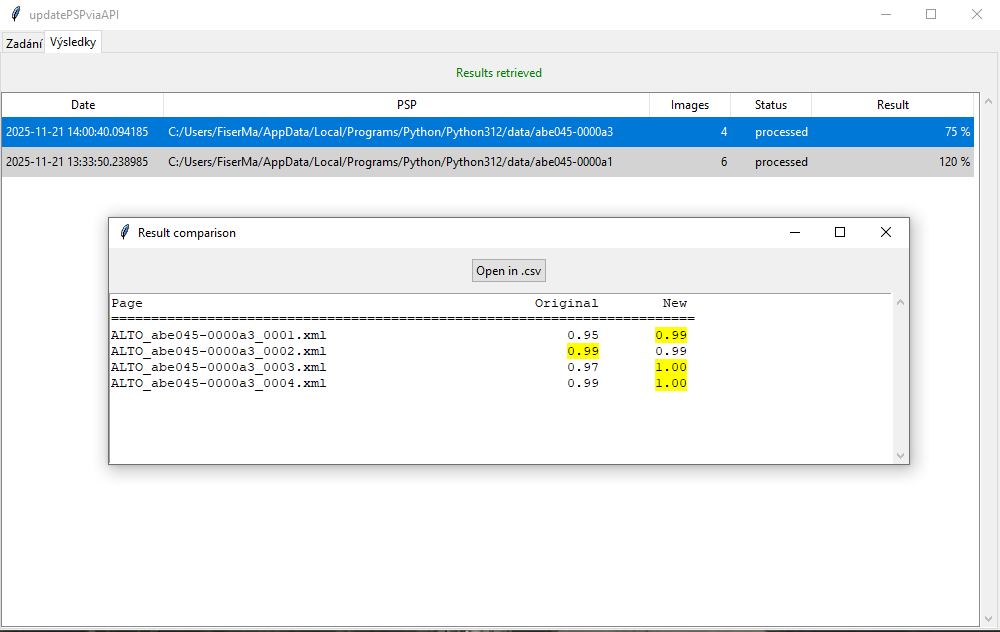 updatePSPviaAPI
Zadání Výsledky
Results retrieved
Date PSP Images Status Result
2025-11-21 14:00:40.094185 C:/Users/FiserMa/AppData/Local/Programs/Python/Python312/data/abe045-0000a3 4 processed 75 %
2025-11-21 13:33:50.238985 C:/Users/FiserMa/AppData/Local/Programs/Python/Python312/data/abe045-0000a1 6 processed 120 %
Result comparison
Open in .csv
Page Original New
=========================================================================
ALTO_abe045-0000a3_0001.xml 0.95 0.99
ALTO_abe045-0000a3_0002.xml 0.99 0.99
ALTO_abe045-0000a3_0003.xml 0.97 1.00
ALTO_abe045-0000a3_0004.xml 0.99 1.00